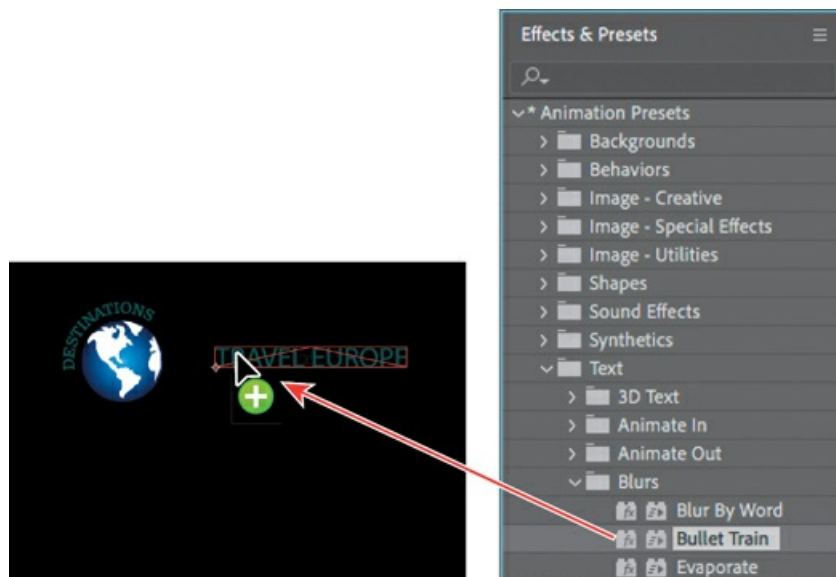 Effects & Presets
* Animation Presets
Backgrounds
Behaviors
Image - Creative
Image - Special Effects
Image - Utilities
Shapes
Sound Effects
Synthetics
Text
3D Text
Animate In
Animate Out
Blurs
Blur By Word
Bullet Train
Evaporate
DESTINATIONS
TRAVEL EUROPE